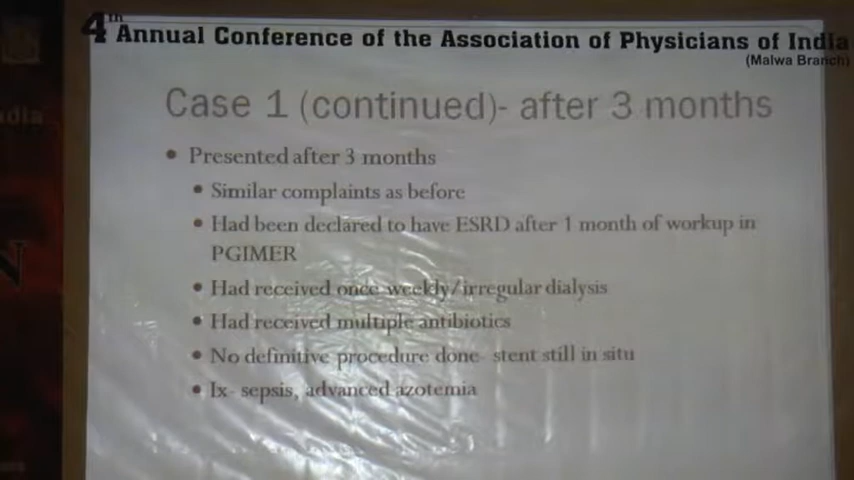 4th Annual Conference of the Association of Physicians of India
(Malwa Branch)
Case 1 (continued)- after 3 months
• Presented after 3 months
• Similar complaints as before
• Had been declared to have ESRD after 1 month of workup in
PGIMER
• Had received once weekly/irregular dialysis
• Had received multiple antibiotics
• No definitive procedure done- stent still in situ
• Ix- sepsis, advanced azotemia